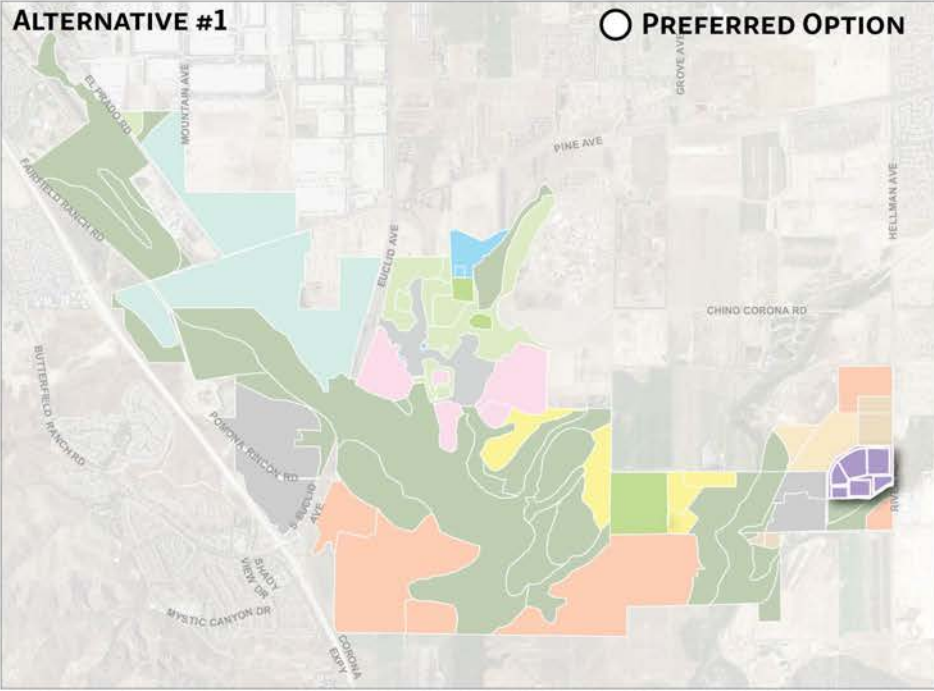 ALTERNATIVE #1
PREFERRED OPTION
EL PRADO RD
MOUNTAIN AVE
GROVE AVE
PINE AVE
FAIRFIELD RANCH RD
HELLMAN AVE
EUCLID AVE
CHINO CORONA RD
BUTTERFIELD RANCH RD
POMONA RINCON RD
S EUCLID
AVE
RIVE
SHADY
VIEW DR
MYSTIC CANYON DR
CORONA
EXPY